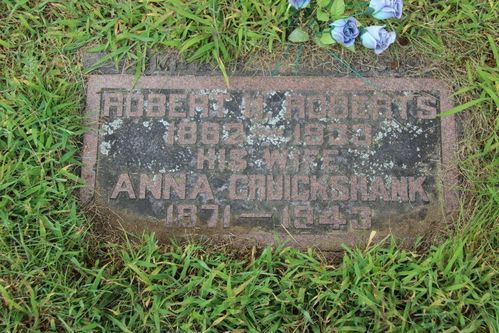 ROBERT H. ROBERTS
HIS WIFE
ANNA CRUICKSHANK
1871 — 1943